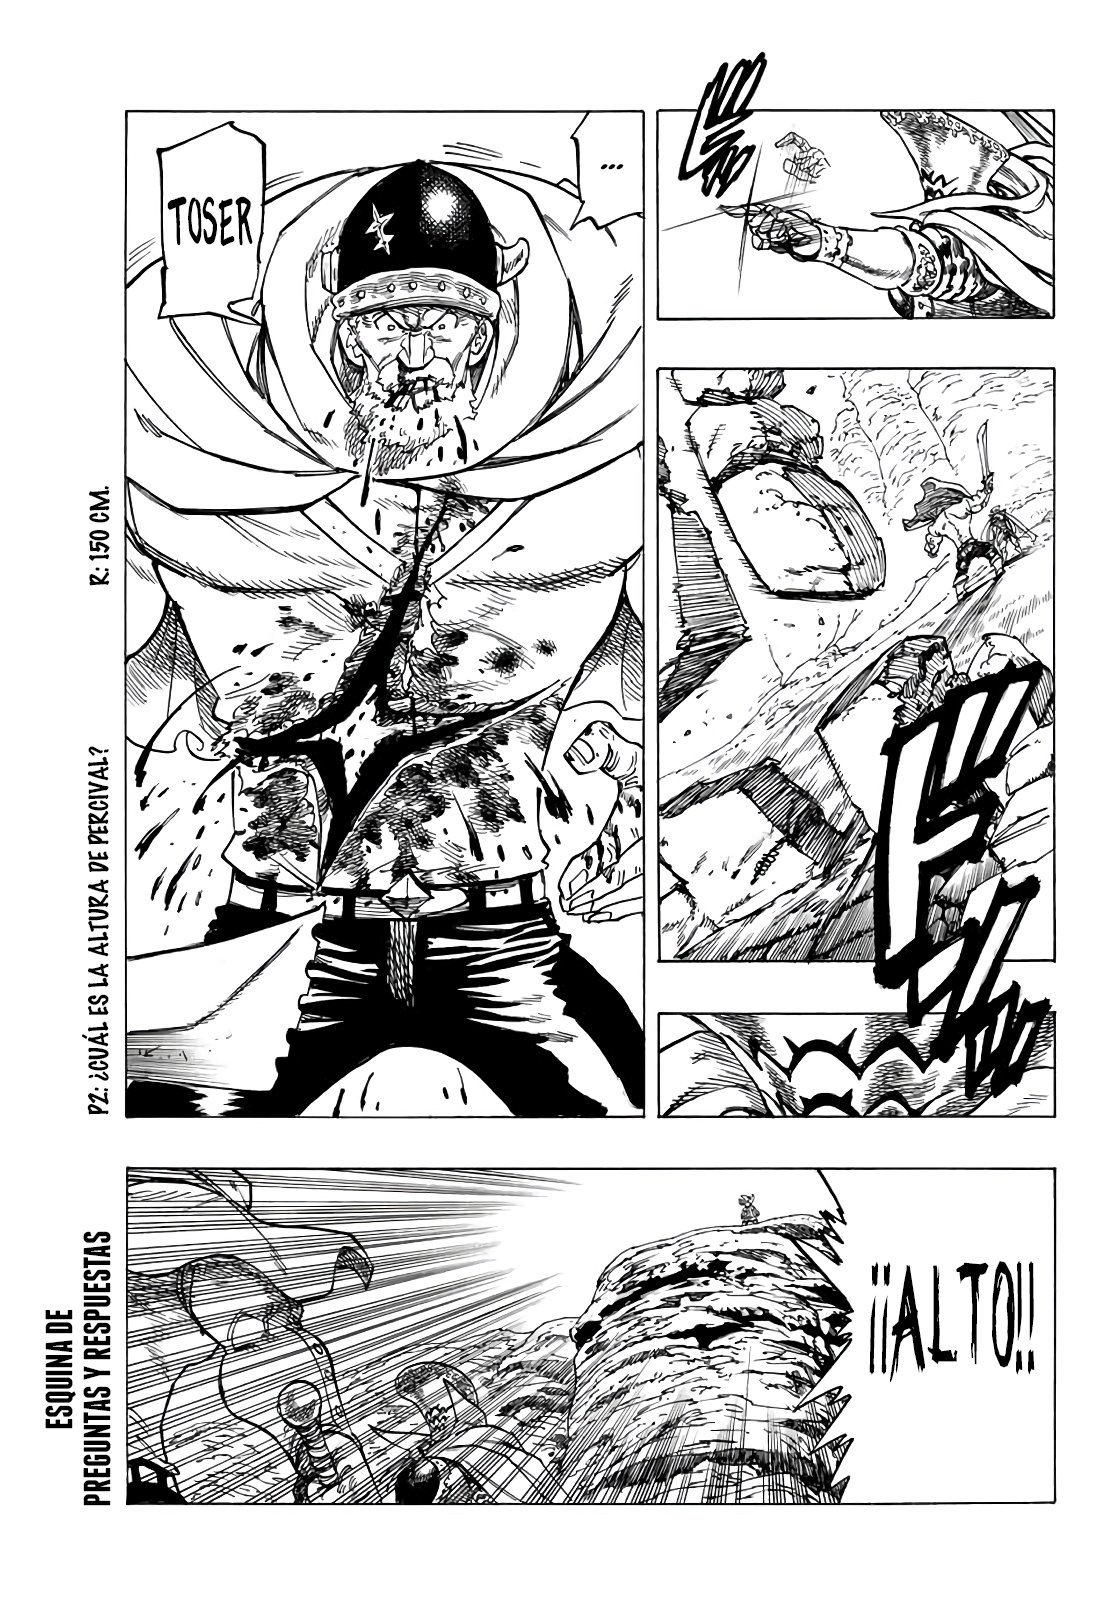 ...
TOSER
¡¡ALTO!!
ESQUINA DE
PREGUNTAS Y RESPUESTAS
P2: ¿CUÁL ES LA ALTURA DE PERCIVAL?
R: 150 CM.